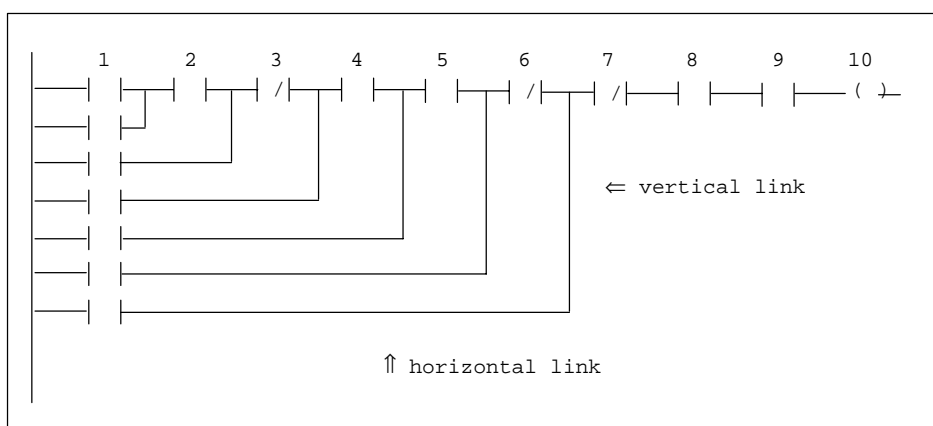 1 2 3 4 5 6 7 8 9 10
/ / / ( )
⇐ vertical link
⇑ horizontal link